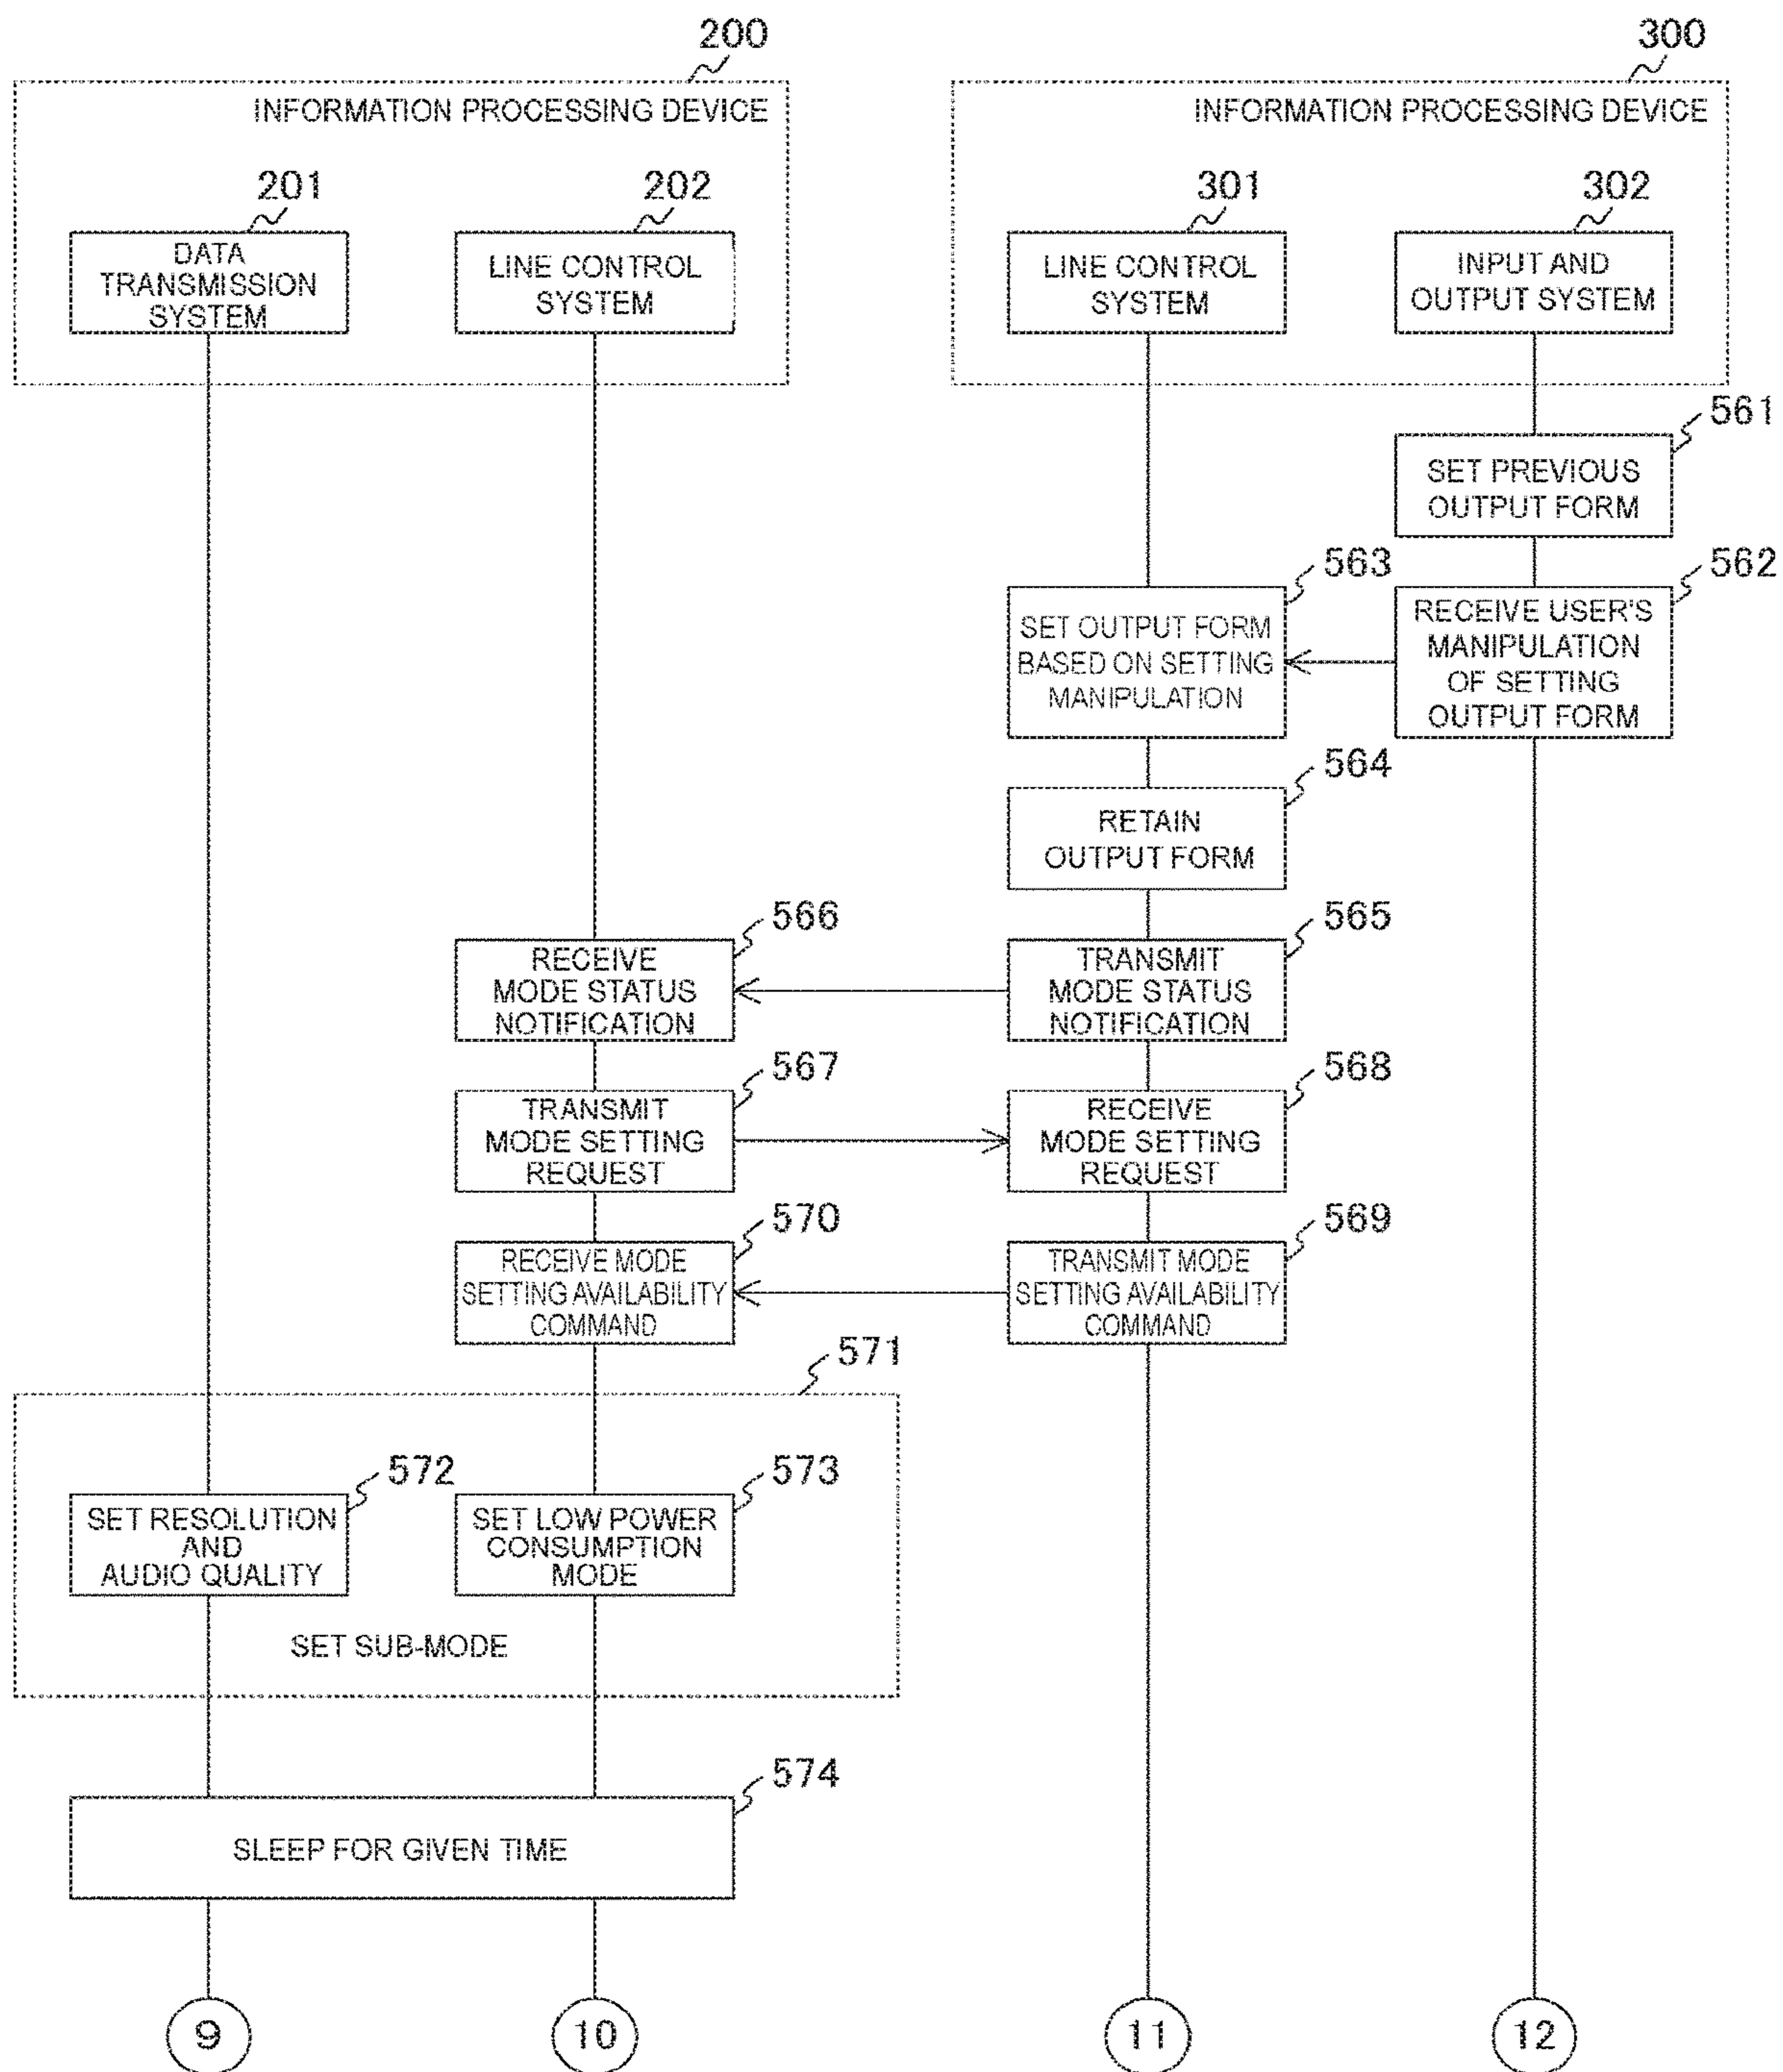 200
300
INFORMATION PROCESSING DEVICE
INFORMATION PROCESSING DEVICE
201
202
301
302
DATA
TRANSMISSION
SYSTEM
LINE CONTROL
SYSTEM
LINE CONTROL
SYSTEM
INPUT AND
OUTPUT SYSTEM
561
SET PREVIOUS
OUTPUT FORM
563
562
SET OUTPUT FORM
BASED ON SETTING
MANIPULATION
RECEIVE USER'S
MANIPULATION
OF SETTING
OUTPUT FORM
564
RETAIN
OUTPUT FORM
566
565
RECEIVE
MODE STATUS
NOTIFICATION
TRANSMIT
MODE STATUS
NOTIFICATION
567
568
TRANSMIT
MODE SETTING
REQUEST
RECEIVE
MODE SETTING
REQUEST
570
569
RECEIVE MODE
SETTING AVAILABILITY
COMMAND
TRANSMIT MODE
SETTING AVAILABILITY
COMMAND
571
572
573
SET RESOLUTION
AND
AUDIO QUALITY
SET LOW POWER
CONSUMPTION
MODE
SET SUB-MODE
574
SLEEP FOR GIVEN TIME
9
10
11
12